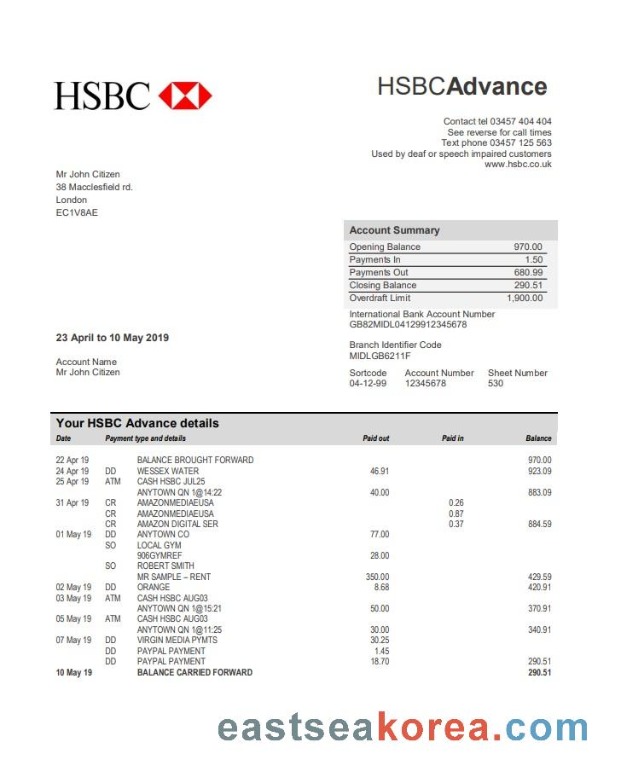 HSBC
HSBCAdvance
Contact tel 03457 404 404
See reverse for call times
Text phone 03457 125 563
Used by deaf or speech impaired customers
www.hsbc.co.uk
Mr John Citizen
38 Macclesfield rd.
London
EC1V8AE
Account Summary
Opening Balance 970.00
Payments In 1.50
Payments Out 680.99
Closing Balance 290.51
Overdraft Limit 1,900.00
International Bank Account Number
GB82MIDL04129912345678
23 April to 10 May 2019
Branch Identifier Code
MIDLGB6211F
Account Name
Mr John Citizen
Sortcode Account Number Sheet Number
04-12-99 12345678 530
Your HSBC Advance details
Date Payment type and details Paid out Paid in Balance
22 Apr 19 BALANCE BROUGHT FORWARD 970.00
24 Apr 19 DD WESSEX WATER 46.91 923.09
25 Apr 19 ATM CASH HSBC JUL25
ANYTOWN QN 1@14:22 40.00 883.09
31 Apr 19 CR AMAZONMEDIAEUSA 0.26
CR AMAZONMEDIAEUSA 0.87
CR AMAZON DIGITAL SER 0.37 884.59
01 May 19 DD ANYTOWN CO 77.00
SO LOCAL GYM
906GYMREF 28.00
SO ROBERT SMITH
MR SAMPLE – RENT 350.00 429.59
02 May 19 DD ORANGE 8.68 420.91
03 May 19 ATM CASH HSBC AUG03
ANYTOWN QN 1@15:21 50.00 370.91
05 May 19 ATM CASH HSBC AUG03
ANYTOWN QN 1@11:25 30.00 340.91
07 May 19 DD VIRGIN MEDIA PYMTS 30.25
DD PAYPAL PAYMENT 1.45
DD PAYPAL PAYMENT 18.70 290.51
10 May 19 BALANCE CARRIED FORWARD 290.51
eastseakorea.com